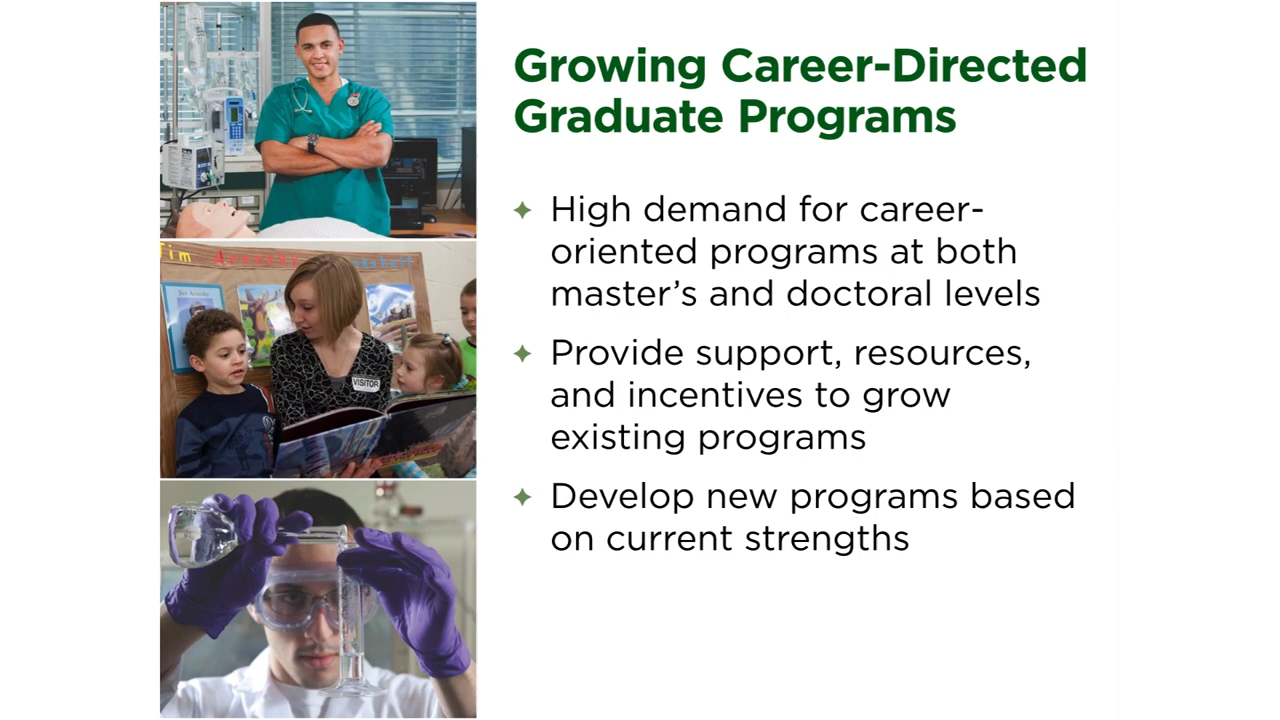 Growing Career-Directed
Graduate Programs
High demand for career-
oriented programs at both
master's and doctoral levels
Provide support, resources,
and incentives to grow
existing programs
Develop new programs based
on current strengths
Tim
VISITOR